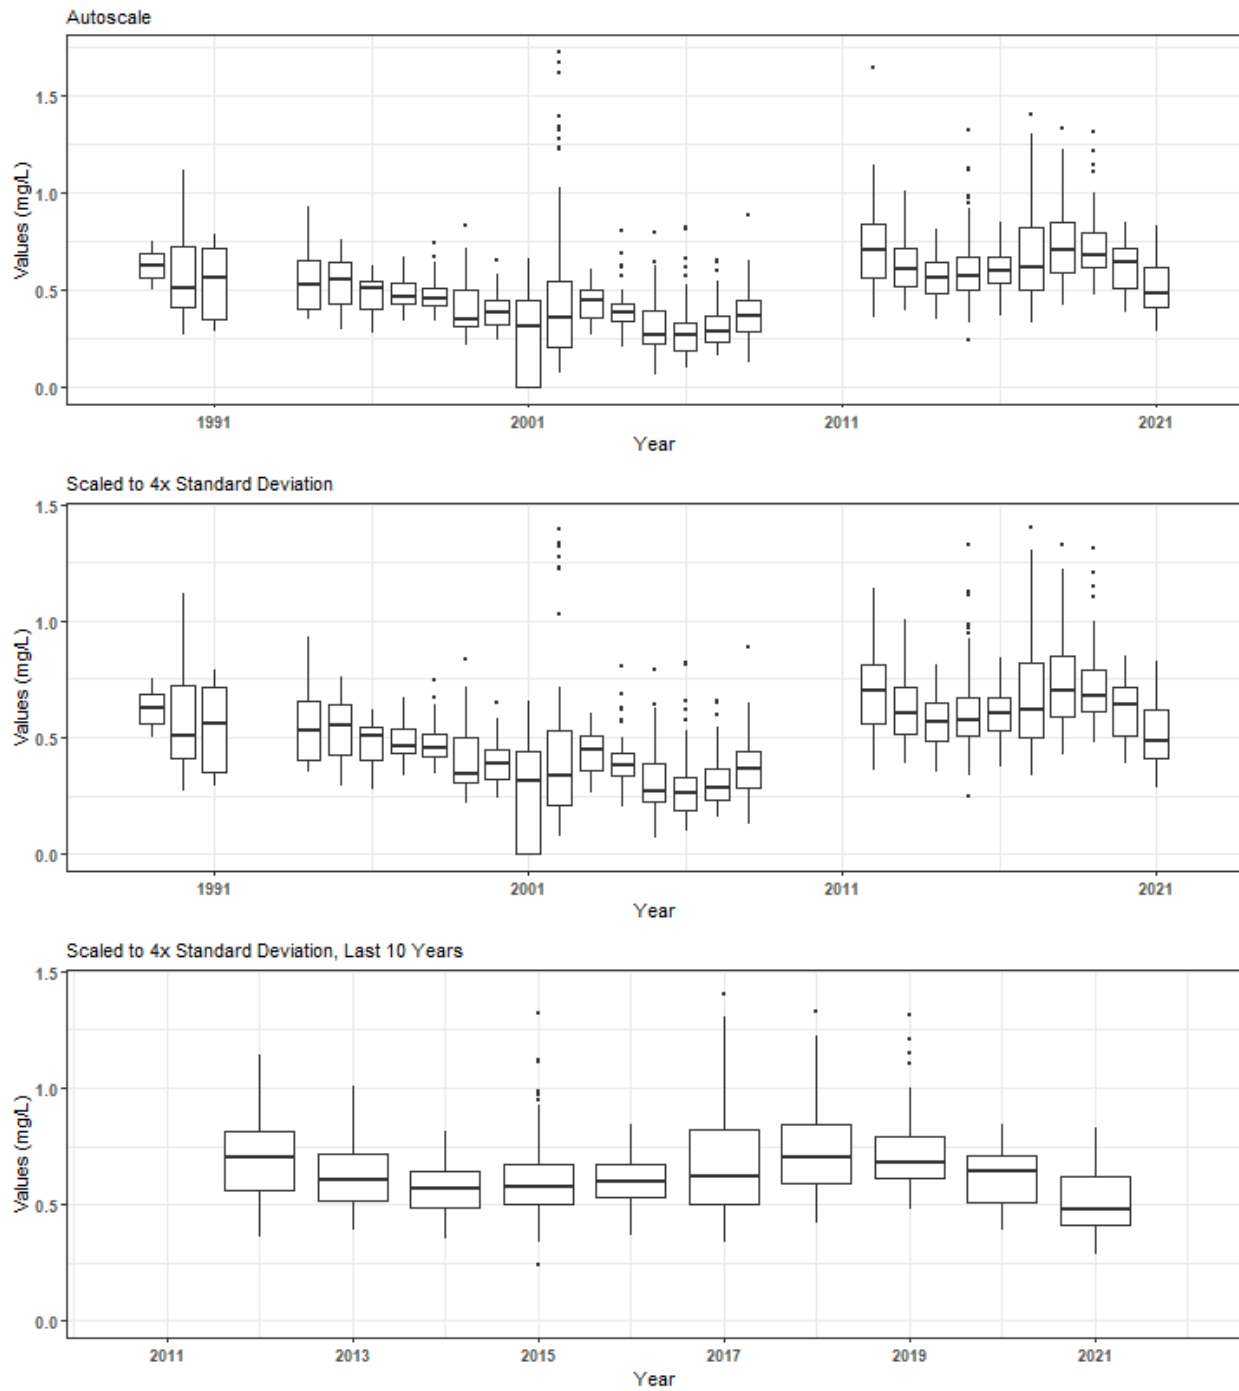 Autoscale
Values (mg/L)
1.5
1.0
0.5
0.0
1991 2001 2011 2021
Year
Scaled to 4x Standard Deviation
Values (mg/L)
1.5
1.0
0.5
0.0
1991 2001 2011 2021
Year
Scaled to 4x Standard Deviation, Last 10 Years
Values (mg/L)
1.5
1.0
0.5
0.0
2011 2013 2015 2017 2019 2021
Year